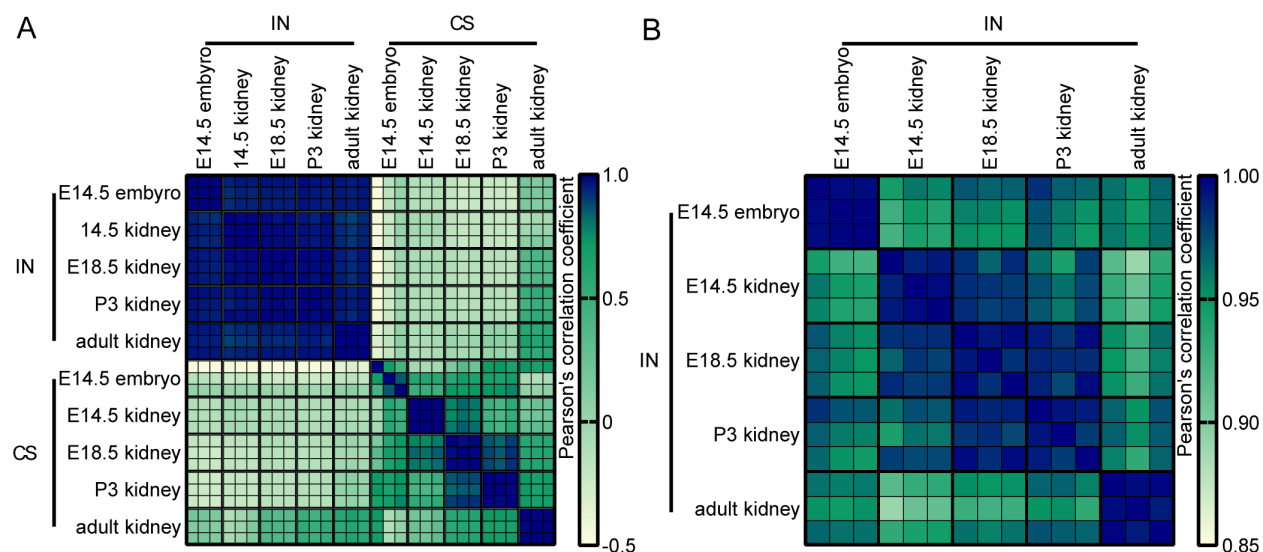 A
IN
CS
E14.5 embyro
14.5 kidney
E18.5 kidney
P3 kidney
adult kidney
E14.5 embryo
E14.5 kidney
E18.5 kidney
P3 kidney
adult kidney
IN
E14.5 embyro
14.5 kidney
E18.5 kidney
P3 kidney
adult kidney
CS
E14.5 embryo
E14.5 kidney
E18.5 kidney
P3 kidney
adult kidney
1.0
0.5
0
-0.5
Pearson's correlation coefficient
B
IN
E14.5 embryo
E14.5 kidney
E18.5 kidney
P3 kidney
adult kidney
IN
E14.5 embryo
E14.5 kidney
E18.5 kidney
P3 kidney
adult kidney
1.00
0.95
0.90
0.85
Pearson's correlation coefficient